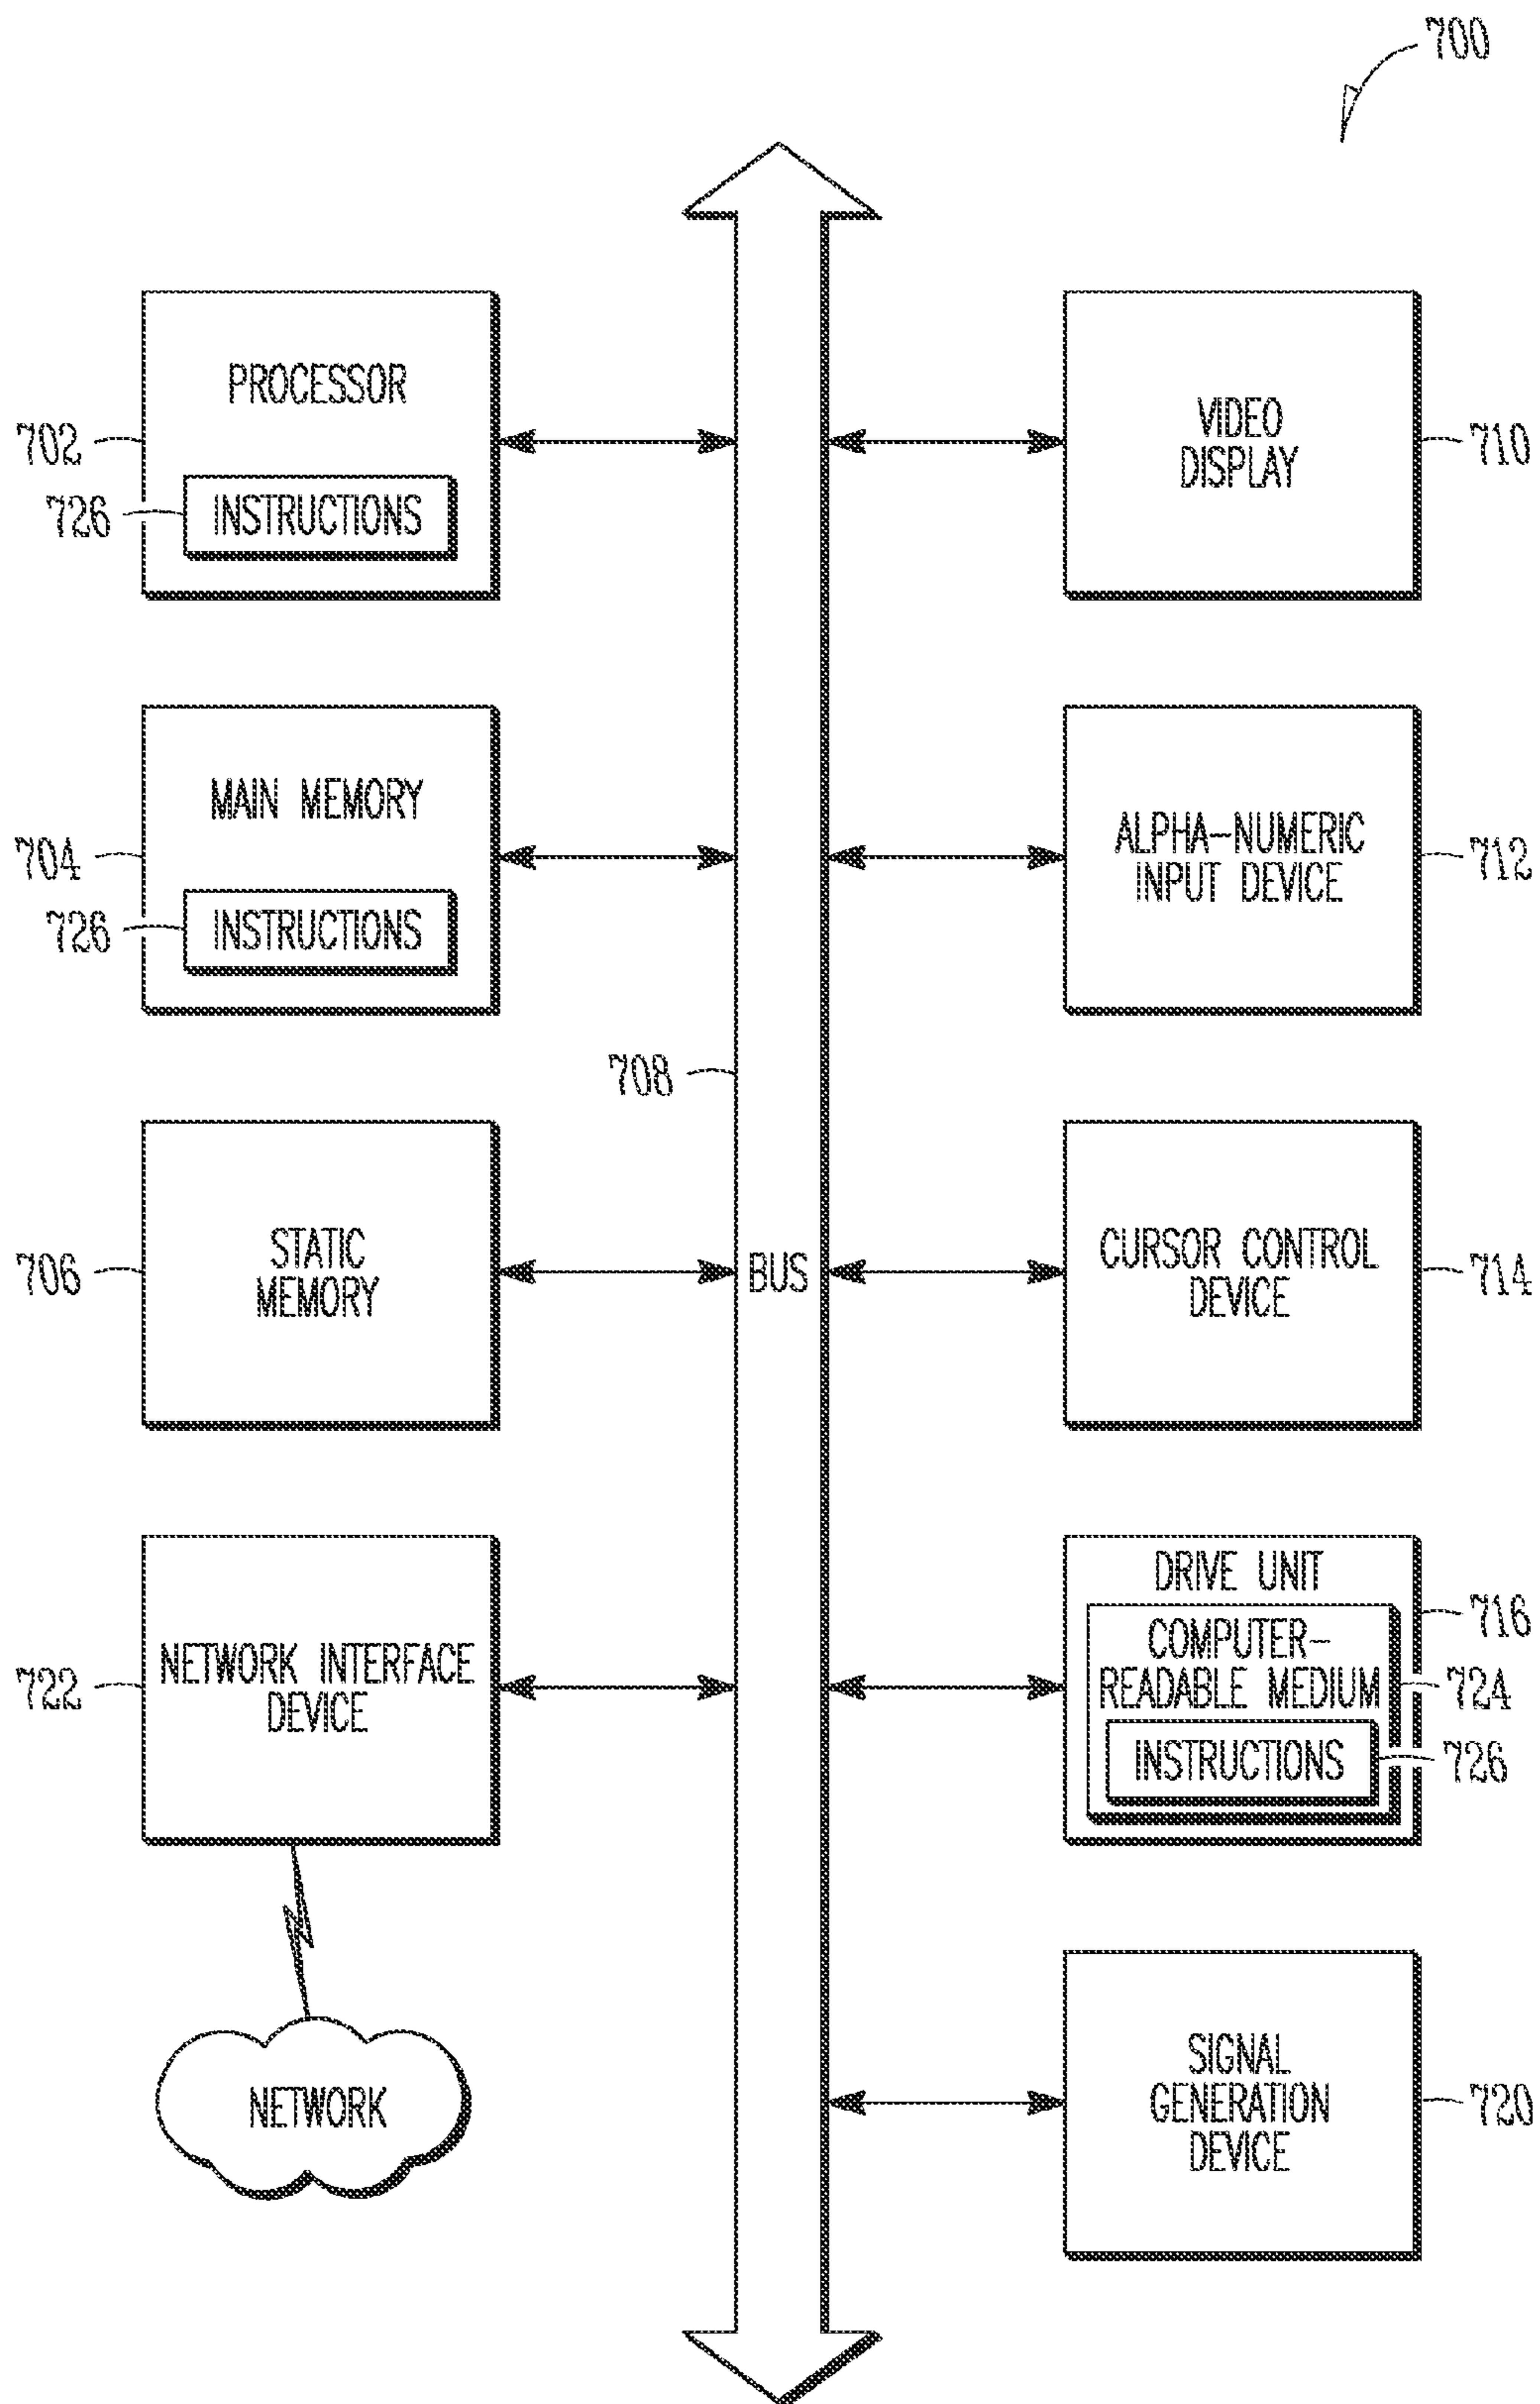 700
PROCESSOR
702
726
INSTRUCTIONS
VIDEO
DISPLAY
710
MAIN MEMORY
704
726
INSTRUCTIONS
ALPHA-NUMERIC
INPUT DEVICE
712
708
STATIC
MEMORY
706
BUS
CURSOR CONTROL
DEVICE
714
NETWORK INTERFACE
DEVICE
722
DRIVE UNIT
716
COMPUTER-
READABLE MEDIUM
724
INSTRUCTIONS
726
NETWORK
SIGNAL
GENERATION
DEVICE
720